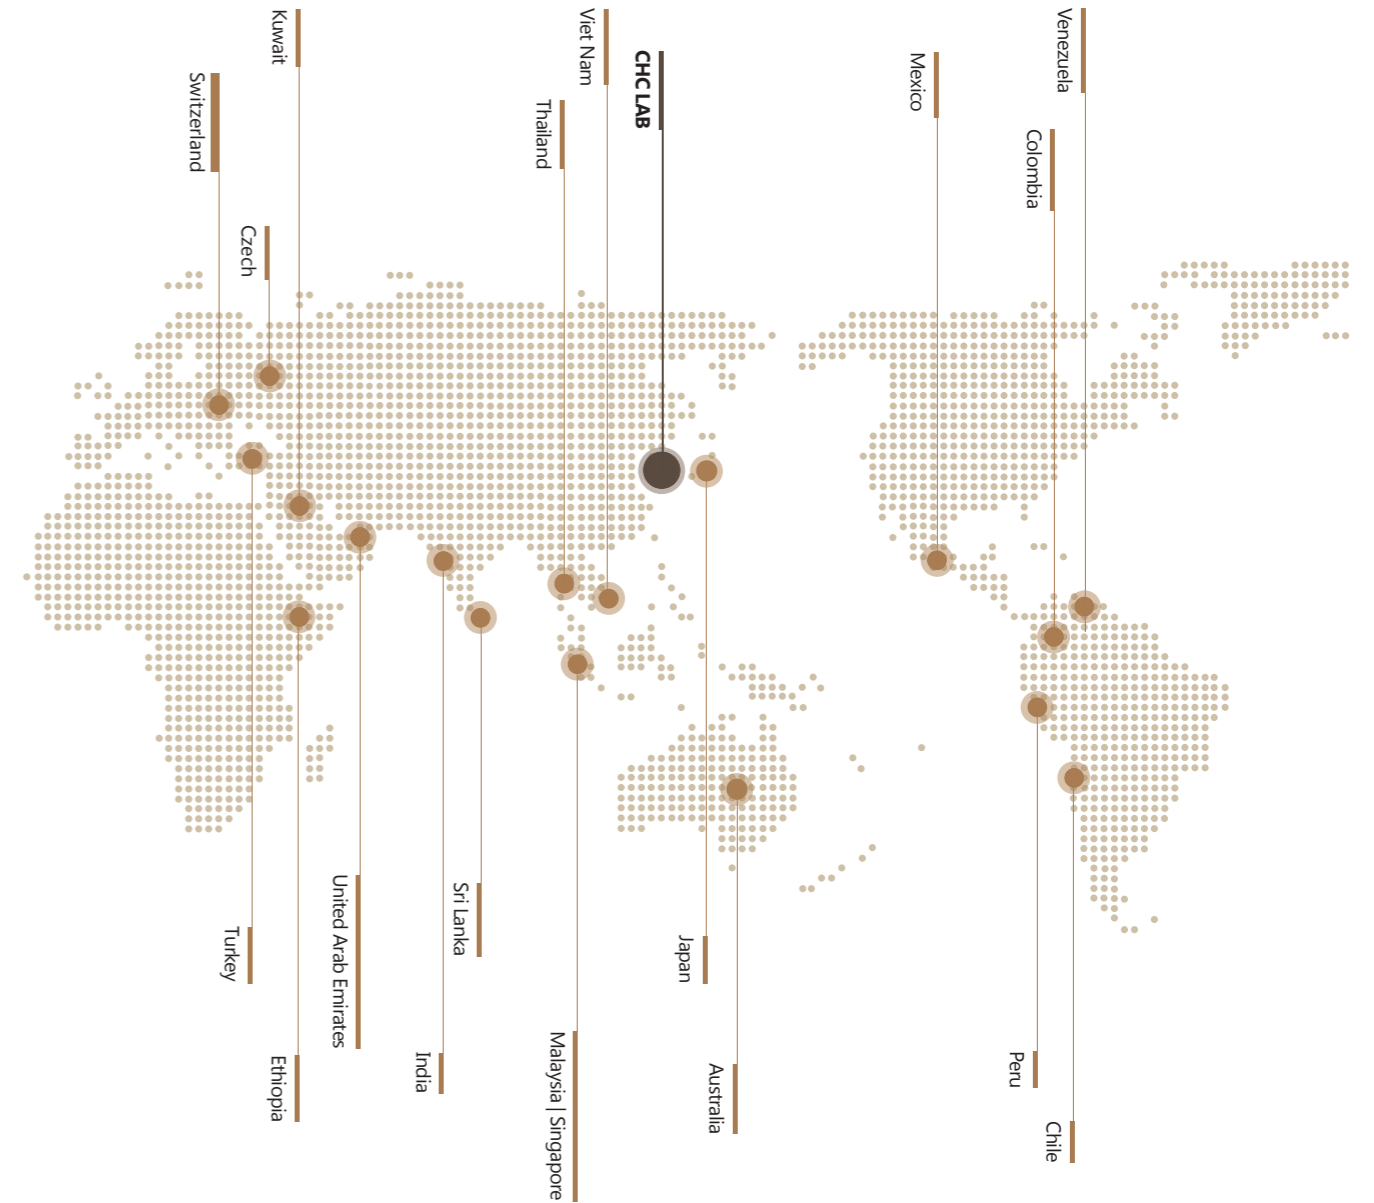 Kuwait
Viet Nam
Venezuela
CHC LAB
Mexico
Switzerland
Thailand
Colombia
Czech
United Arab Emirates
Sri Lanka
Turkey
Japan
Malaysia | Singapore
India
Peru
Ethiopia
Australia
Chile